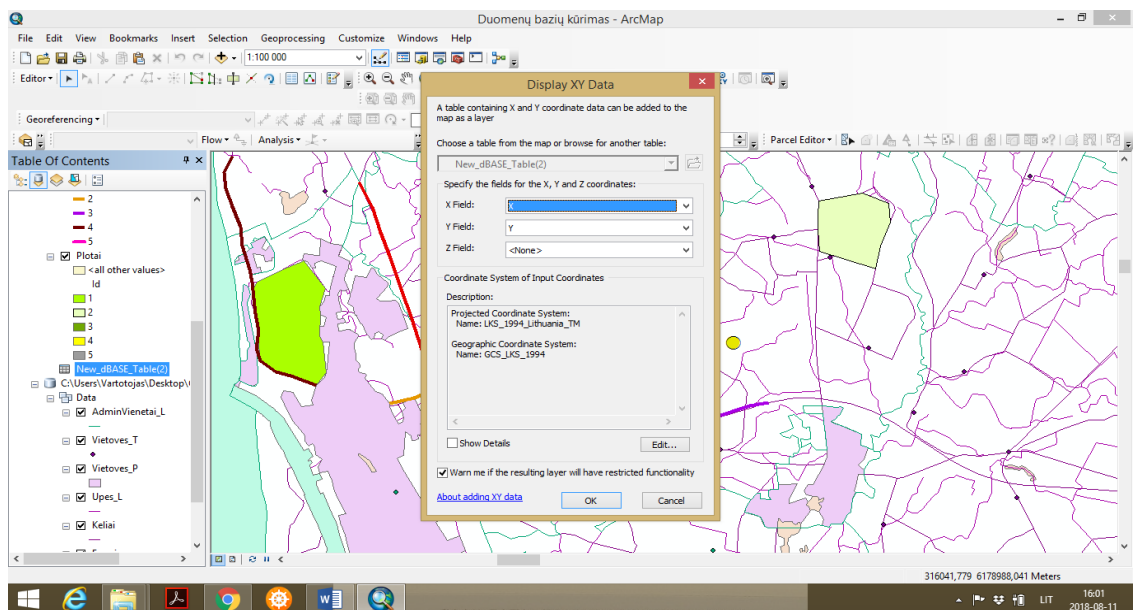 Duomenų bazių kūrimas - ArcMap
File Edit View Bookmarks Insert Selection Geoprocessing Customize Windows Help
1:100 000
Editor
Georeferencing
Flow Analysis Parcel Editor
Table Of Contents
2
3
4
5
Plotai
<all other values>
Id
1
2
3
4
5
New_dBASE_Table(2)
C:\Users\Vartotojas\Desktop\
Data
AdminVienetai_L
Vietoves_T
Vietoves_P
Upes_L
Keliai
Display XY Data
A table containing X and Y coordinate data can be added to the
map as a layer
Choose a table from the map or browse for another table:
New_dBASE_Table(2)
Specify the fields for the X, Y and Z coordinates:
X Field: X
Y Field: Y
Z Field: <None>
Coordinate System of Input Coordinates
Description:
Projected Coordinate System:
Name: LKS_1994_Lithuania_TM
Geographic Coordinate System:
Name: GCS_LKS_1994
Show Details Edit...
Warn me if the resulting layer will have restricted functionality
About adding XY data OK Cancel
316041,779 6178988,041 Meters
LIT
16:01
2018-08-11